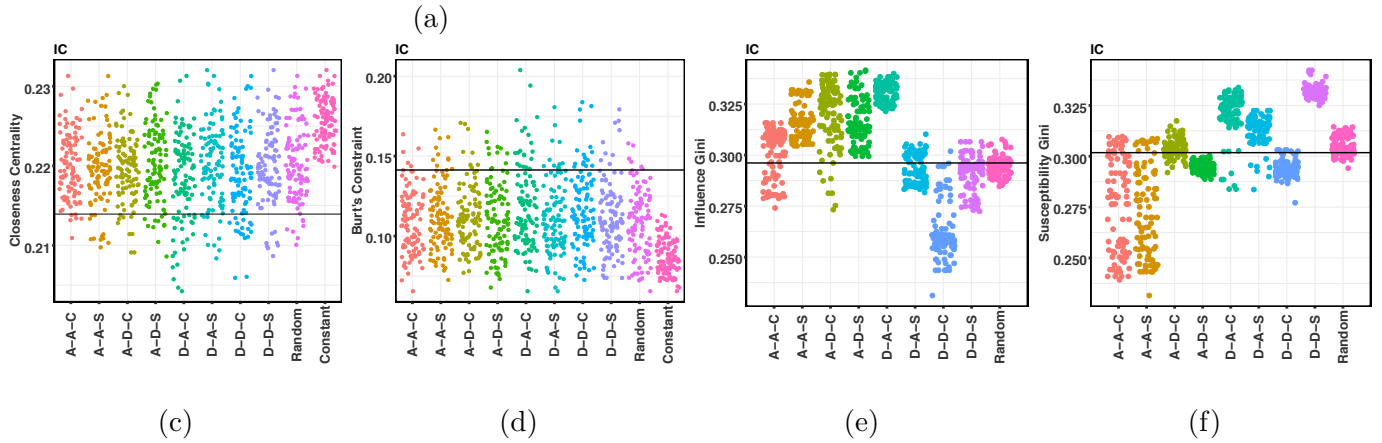 (a)
IC
Closeness Centrality
0.23
0.22
0.21
A−A−C
A−A−S
A−D−C
A−D−S
D−A−C
D−A−S
D−D−C
D−D−S
Random
Constant
(c)
IC
Burt's Constraint
0.20
0.15
0.10
A−A−C
A−A−S
A−D−C
A−D−S
D−A−C
D−A−S
D−D−C
D−D−S
Random
Constant
(d)
IC
Influence Gini
0.325
0.300
0.275
0.250
A−A−C
A−A−S
A−D−C
A−D−S
D−A−C
D−A−S
D−D−C
D−D−S
Random
(e)
IC
Susceptibility Gini
0.325
0.300
0.275
0.250
A−A−C
A−A−S
A−D−C
A−D−S
D−A−C
D−A−S
D−D−C
D−D−S
Random
(f)